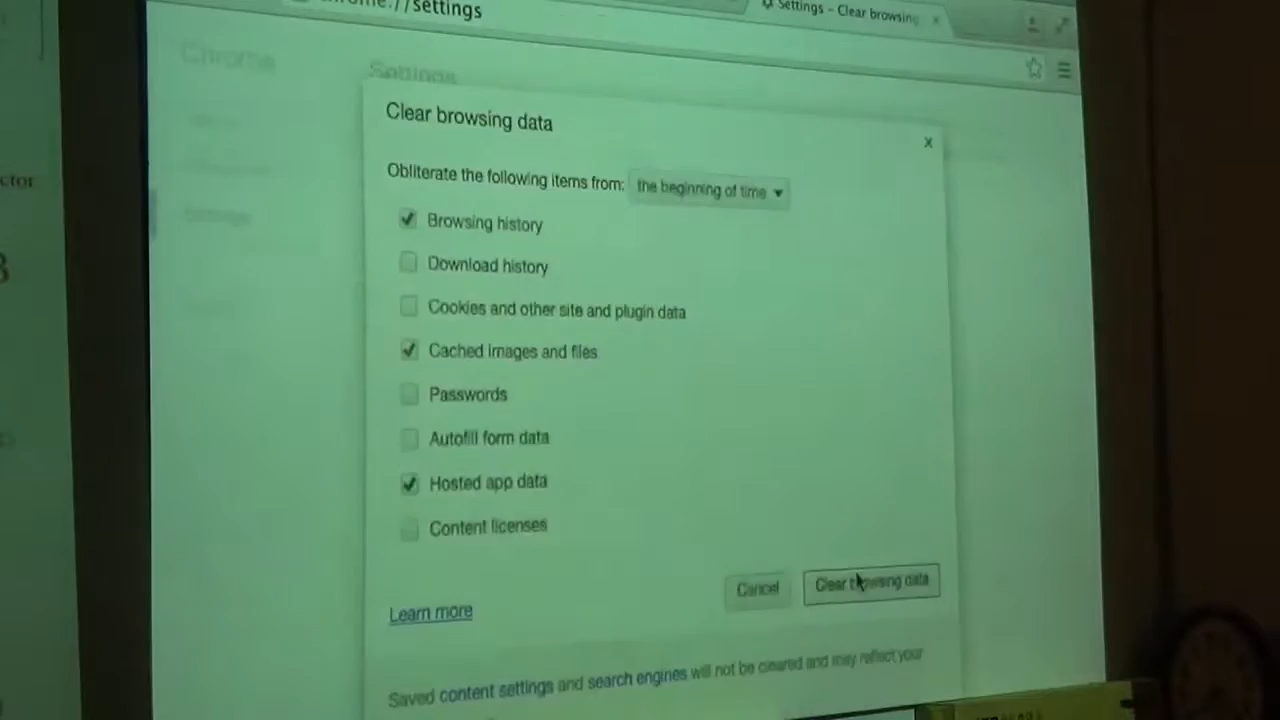 ://settings
Settings - Clear browsing
Chrome
Settings
ctor
Clear browsing data
x
Obliterate the following items from: the beginning of time
Browsing history
Download history
Cookies and other site and plugin data
Cached images and files
Passwords
Autofill form data
Hosted app data
Content licenses
Cancel
Clear browsing data
Learn more
Saved content settings and search engines will not be cleared and may reflect your